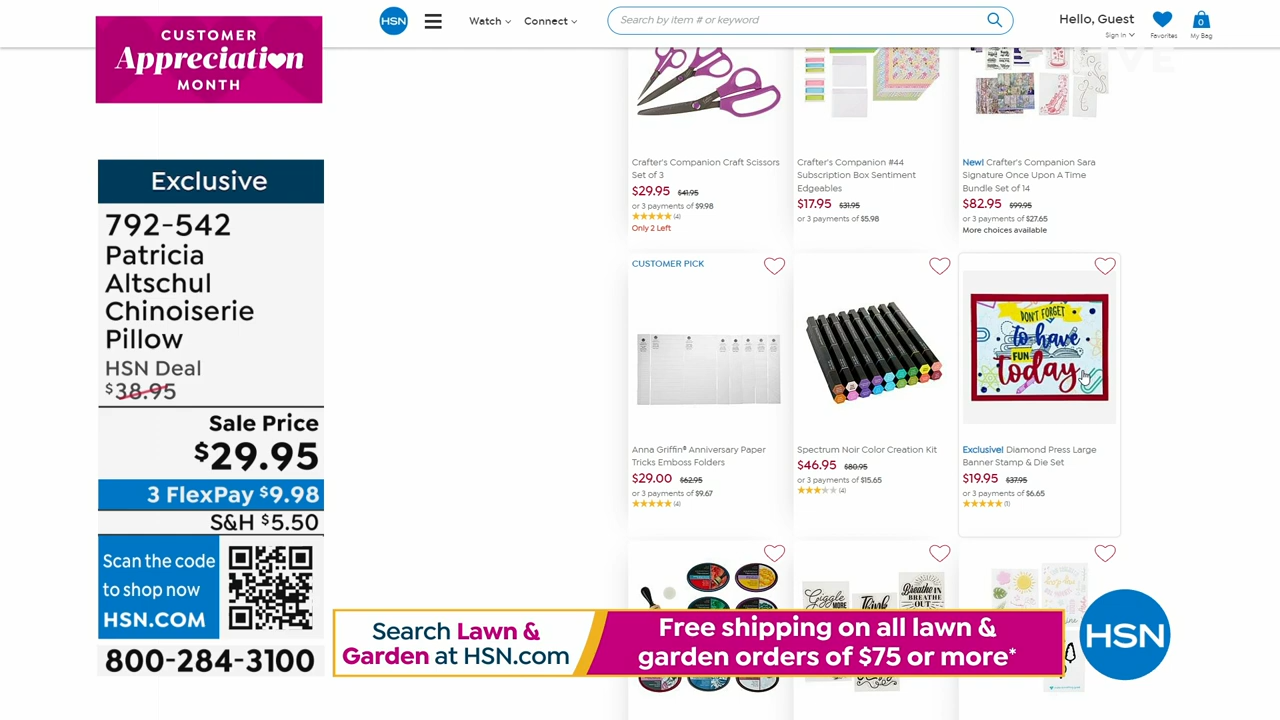 CUSTOMER
Appreciation
MONTH
HSN
Watch
Connect
Search by item # or keyword
Hello, Guest
Sign In
Favorites
0
My Bag
LIVE
Exclusive
792-542
Patricia
Altschul
Chinoiserie
Pillow
HSN Deal
$38.95
Sale Price
$29.95
3 FlexPay $9.98
S&H $5.50
Scan the code
to shop now
HSN.COM
800-284-3100
Crafter's Companion Craft Scissors
Set of 3
$29.95 $41.95
or 3 payments of $9.98
(4)
Only 2 Left
Crafter's Companion #44
Subscription Box Sentiment
Edgeables
$17.95 $31.95
or 3 payments of $5.98
New! Crafter's Companion Sara
Signature Once Upon A Time
Bundle Set of 14
$82.95 $99.95
or 3 payments of $27.65
More choices available
CUSTOMER PICK
Anna Griffin® Anniversary Paper
Tricks Emboss Folders
$29.00 $62.95
or 3 payments of $9.67
(4)
Spectrum Noir Color Creation Kit
$46.95 $80.95
or 3 payments of $15.65
(4)
DON'T FORGET
to have
FUN
today
Exclusive! Diamond Press Large
Banner Stamp & Die Set
$19.95 $37.95
or 3 payments of $6.65
(1)
Giggle
MORE
Think
Breathe in
BREATHE
OUT
Search Lawn &
Garden at HSN.com
Free shipping on all lawn &
garden orders of $75 or more*
HSN